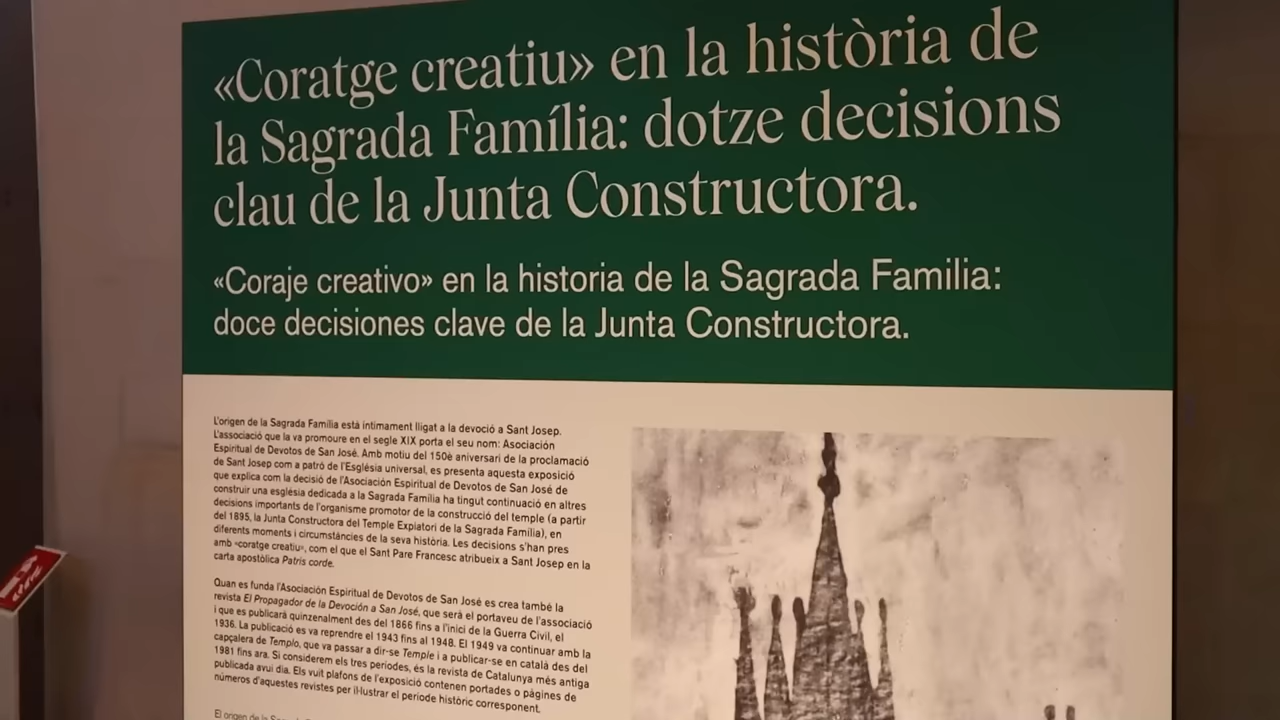 «Coratge creatiu» en la història de
la Sagrada Família: dotze decisions
clau de la Junta Constructora.
«Coraje creativo» en la historia de la Sagrada Familia:
doce decisiones clave de la Junta Constructora.
L'origen de la Sagrada Família està íntimament lligat a la devoció a Sant Josep.
L'associació que la va promoure en el segle XIX porta el seu nom: Asociación
Espiritual de Devotos de San José. Amb motiu del 150è aniversari de la proclamació
de Sant Josep com a patró de l'Església universal, es presenta aquesta exposició
que explica com la decisió de l'Asociación Espiritual de Devotos de San José de
construir una església dedicada a la Sagrada Família ha tingut continuació en altres
decisions importants de l'organisme promotor de la construcció del temple (a partir
del 1895, la Junta Constructora del Temple Expiatori de la Sagrada Família), en
diferents moments i circumstàncies de la seva història. Les decisions s'han pres
amb «coratge creatiu», com el que el Sant Pare Francesc atribueix a Sant Josep en la
carta apostòlica Patris corde.
Quan es funda l'Asociación Espiritual de Devotos de San José es crea també la
revista El Propagador de la Devoción a San José, que serà el portaveu de l'associació
i que es publicarà quinzenalment des del 1866 fins a l'inici de la Guerra Civil, el
1936. La publicació es va reprendre el 1943 fins al 1948. El 1949 va continuar amb la
capçalera de Templo, que va passar a dir-se Temple i a publicar-se en català des del
1981 fins ara. Si considerem els tres períodes, és la revista de Catalunya més antiga
publicada avui dia. Els vuit plafons de l'exposició contenen portades o pàgines de
números d'aquestes revistes per il·lustrar el període històric corresponent.
El origen de la